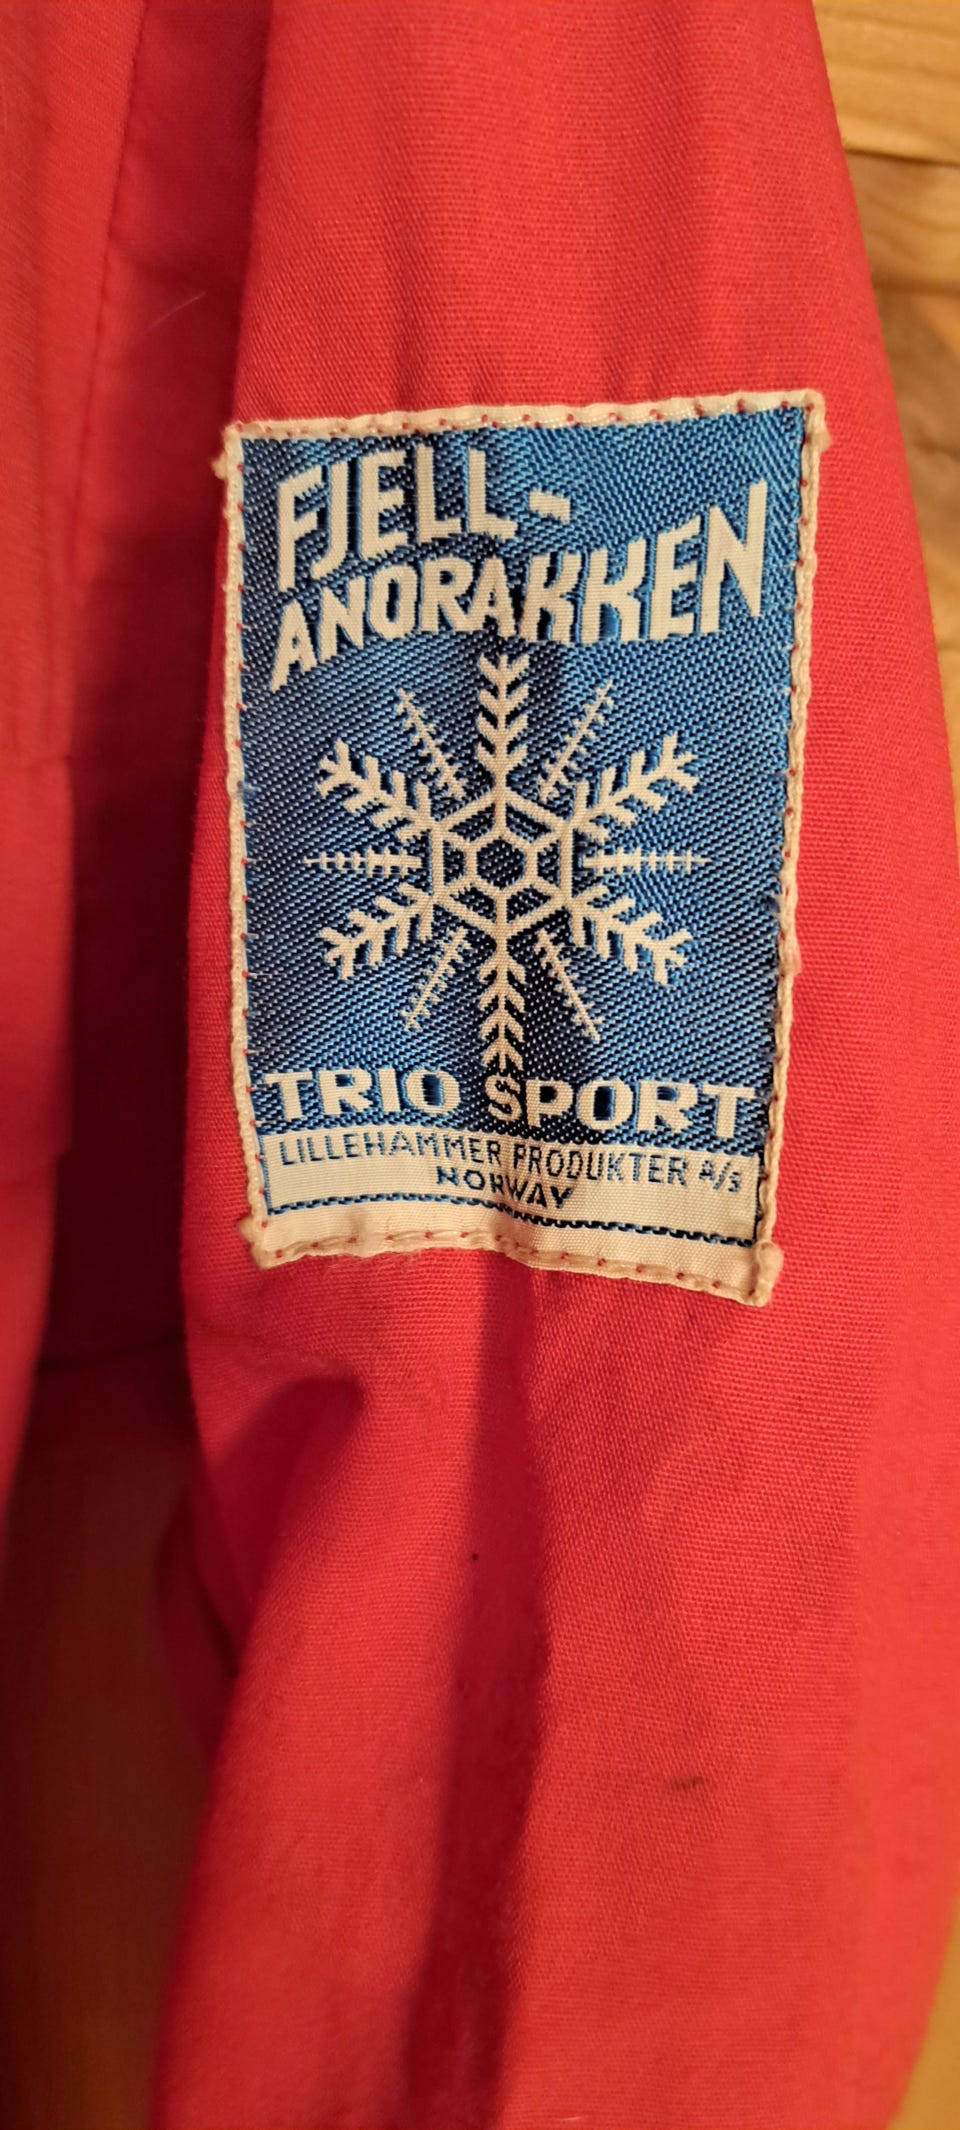 FJELL-
ANORAKKEN
TRIO SPORT
LILLEHAMMER PRODUKTER A/S
NORWAY